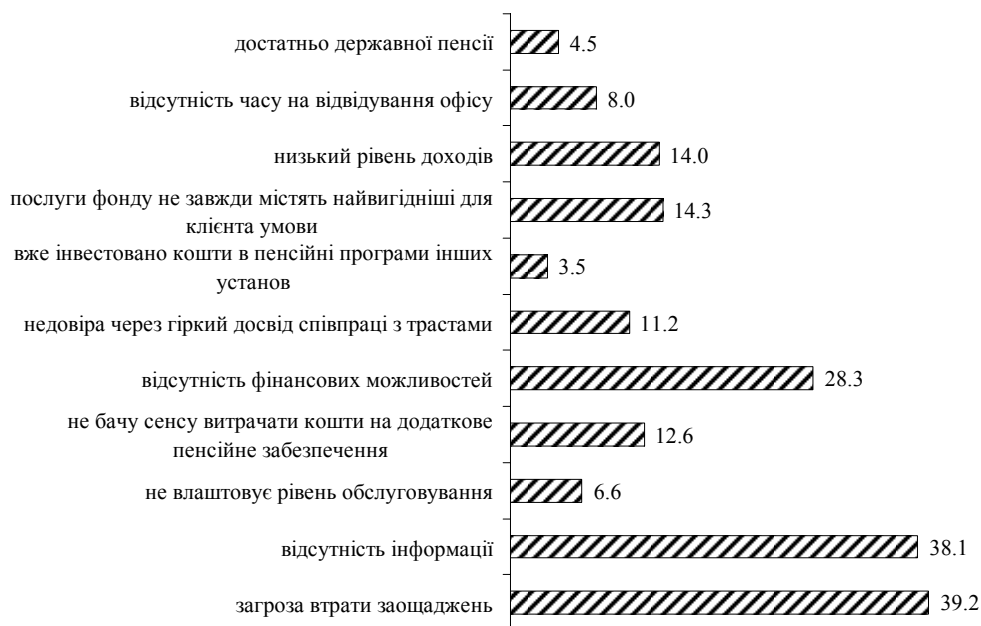 достатньо державної пенсії
4.5
відсутність часу на відвідування офісу
8.0
низький рівень доходів
14.0
послуги фонду не завжди містять найвигідніші для
клієнта умови
14.3
вже інвестовано кошти в пенсійні програми інших
установ
3.5
недовіра через гіркий досвід співпраці з трастами
11.2
відсутність фінансових можливостей
28.3
не бачу сенсу витрачати кошти на додаткове
пенсійне забезпечення
12.6
не влаштовує рівень обслуговування
6.6
відсутність інформації
38.1
загроза втрати заощаджень
39.2